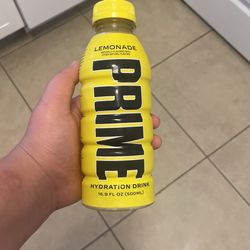 LEMONADE
PRIME
HYDRATION DRINK
16.9 FL OZ (500mL)